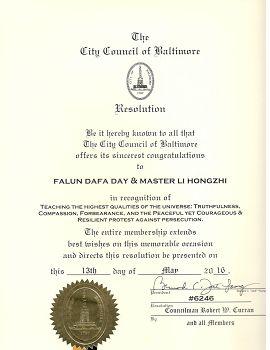 The
City Council of Baltimore
Resolution
Be it hereby known to all that
The City Council of Baltimore
offers its sincerest congratulations
to
FALUN DAFA DAY & MASTER LI HONGZHI
in recognition of
TEACHING THE HIGHEST QUALITIES OF THE UNIVERSE: TRUTHFULNESS,
COMPASSION, FORBEARANCE, AND THE PEACEFUL YET COURAGEOUS &
RESILIENT PROTEST AGAINST PERSECUTION.
The entire membership extends
best wishes on this memorable occasion
and directs this resolution be presented on
this 13th day of May 2016.
President
#6246
Resolution
Councilman Robert W. Curran
By
and all Members